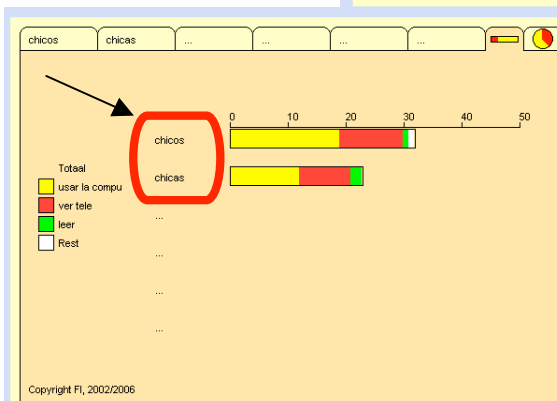 chicos chicas ... ... ... ...
0 10 20 30 40 50
chicos
Totaal
chicas
usar la compu
ver tele
...
leer
Rest
...
...
...
Copyright FI, 2002/2006